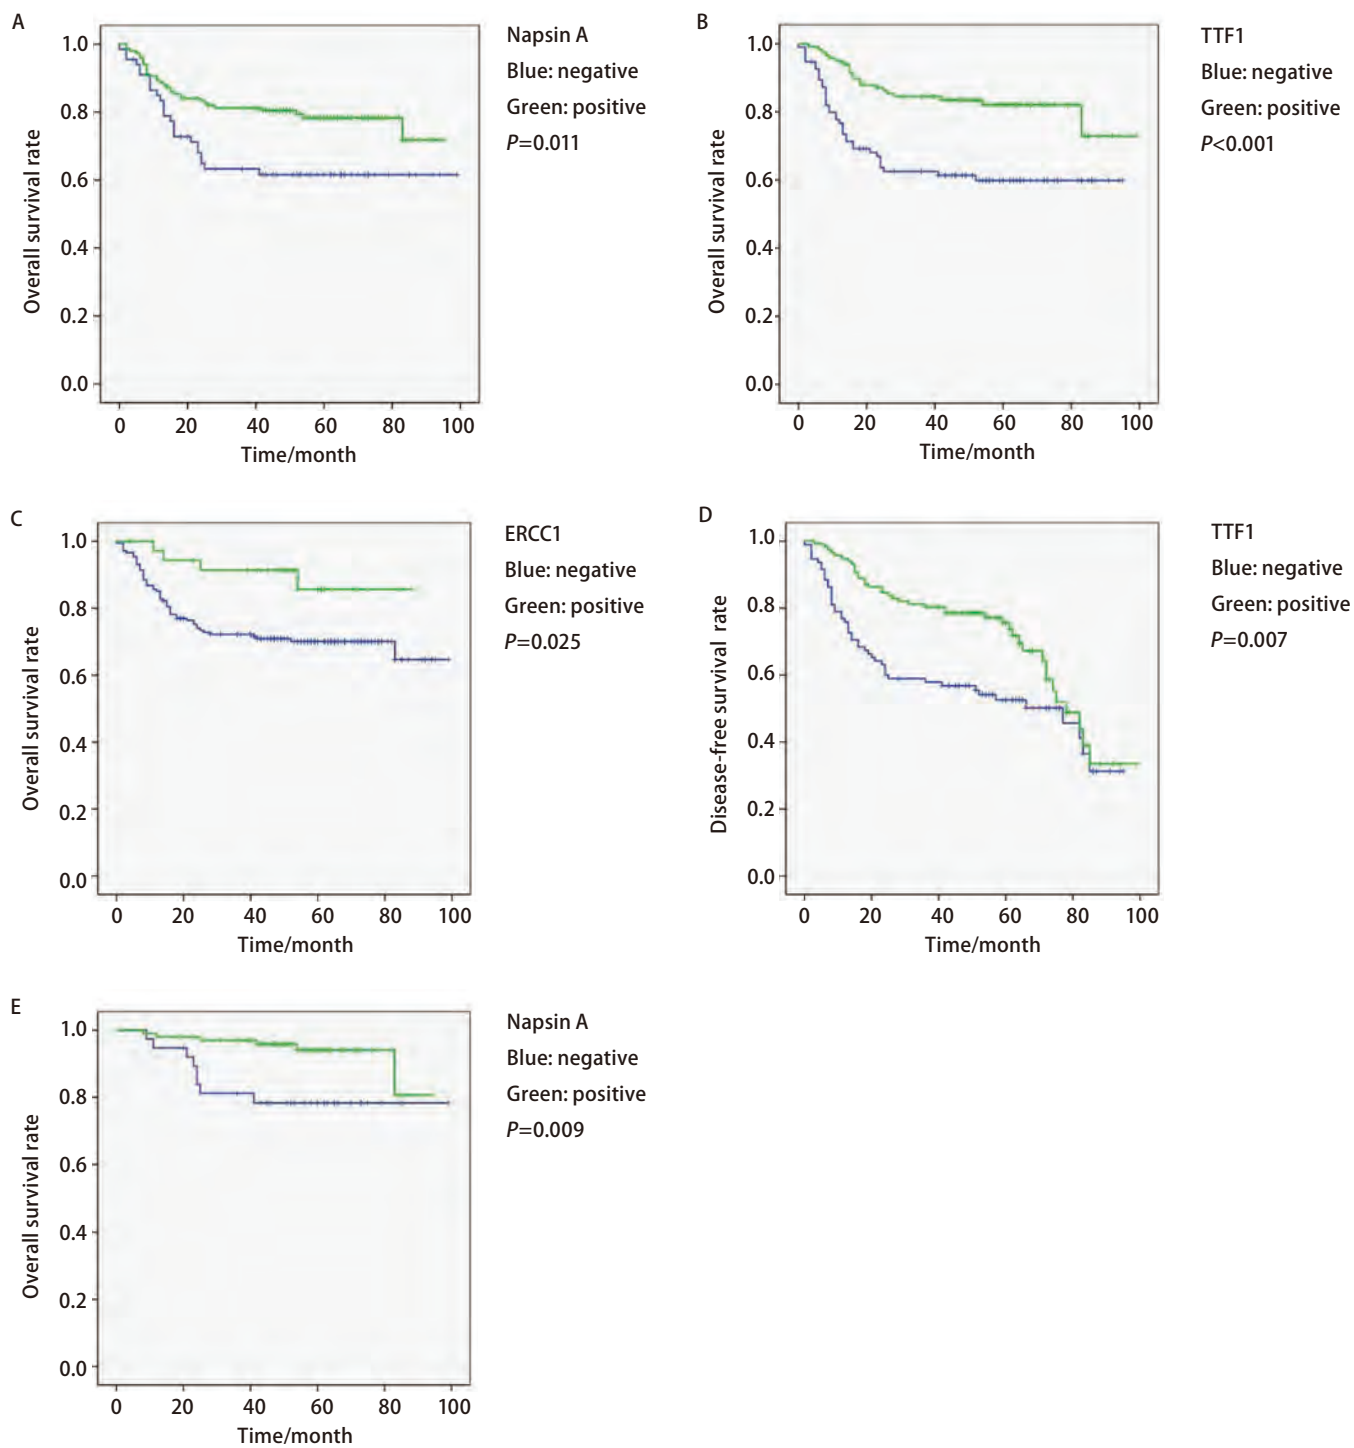 A
Napsin A
Blue: negative
Green: positive
P=0.011
Overall survival rate
1.0
0.8
0.6
0.4
0.2
0.0
0 20 40 60 80 100
Time/month
B
TTF1
Blue: negative
Green: positive
P<0.001
Overall survival rate
1.0
0.8
0.6
0.4
0.2
0.0
0 20 40 60 80 100
Time/month
C
ERCC1
Blue: negative
Green: positive
P=0.025
Overall survival rate
1.0
0.8
0.6
0.4
0.2
0.0
0 20 40 60 80 100
Time/month
D
TTF1
Blue: negative
Green: positive
P=0.007
Disease-free survival rate
1.0
0.8
0.6
0.4
0.2
0.0
0 20 40 60 80 100
Time/month
E
Napsin A
Blue: negative
Green: positive
P=0.009
Overall survival rate
1.0
0.8
0.6
0.4
0.2
0.0
0 20 40 60 80 100
Time/month